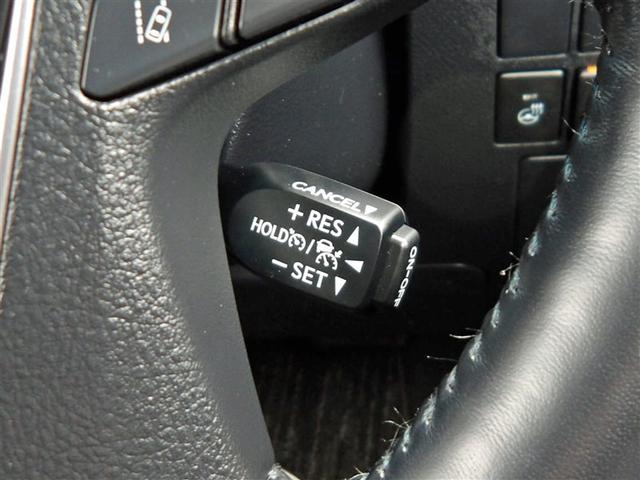 CANCEL▼
+ RES ▲
HOLD / ◀
− SET ▼
ON-OFF